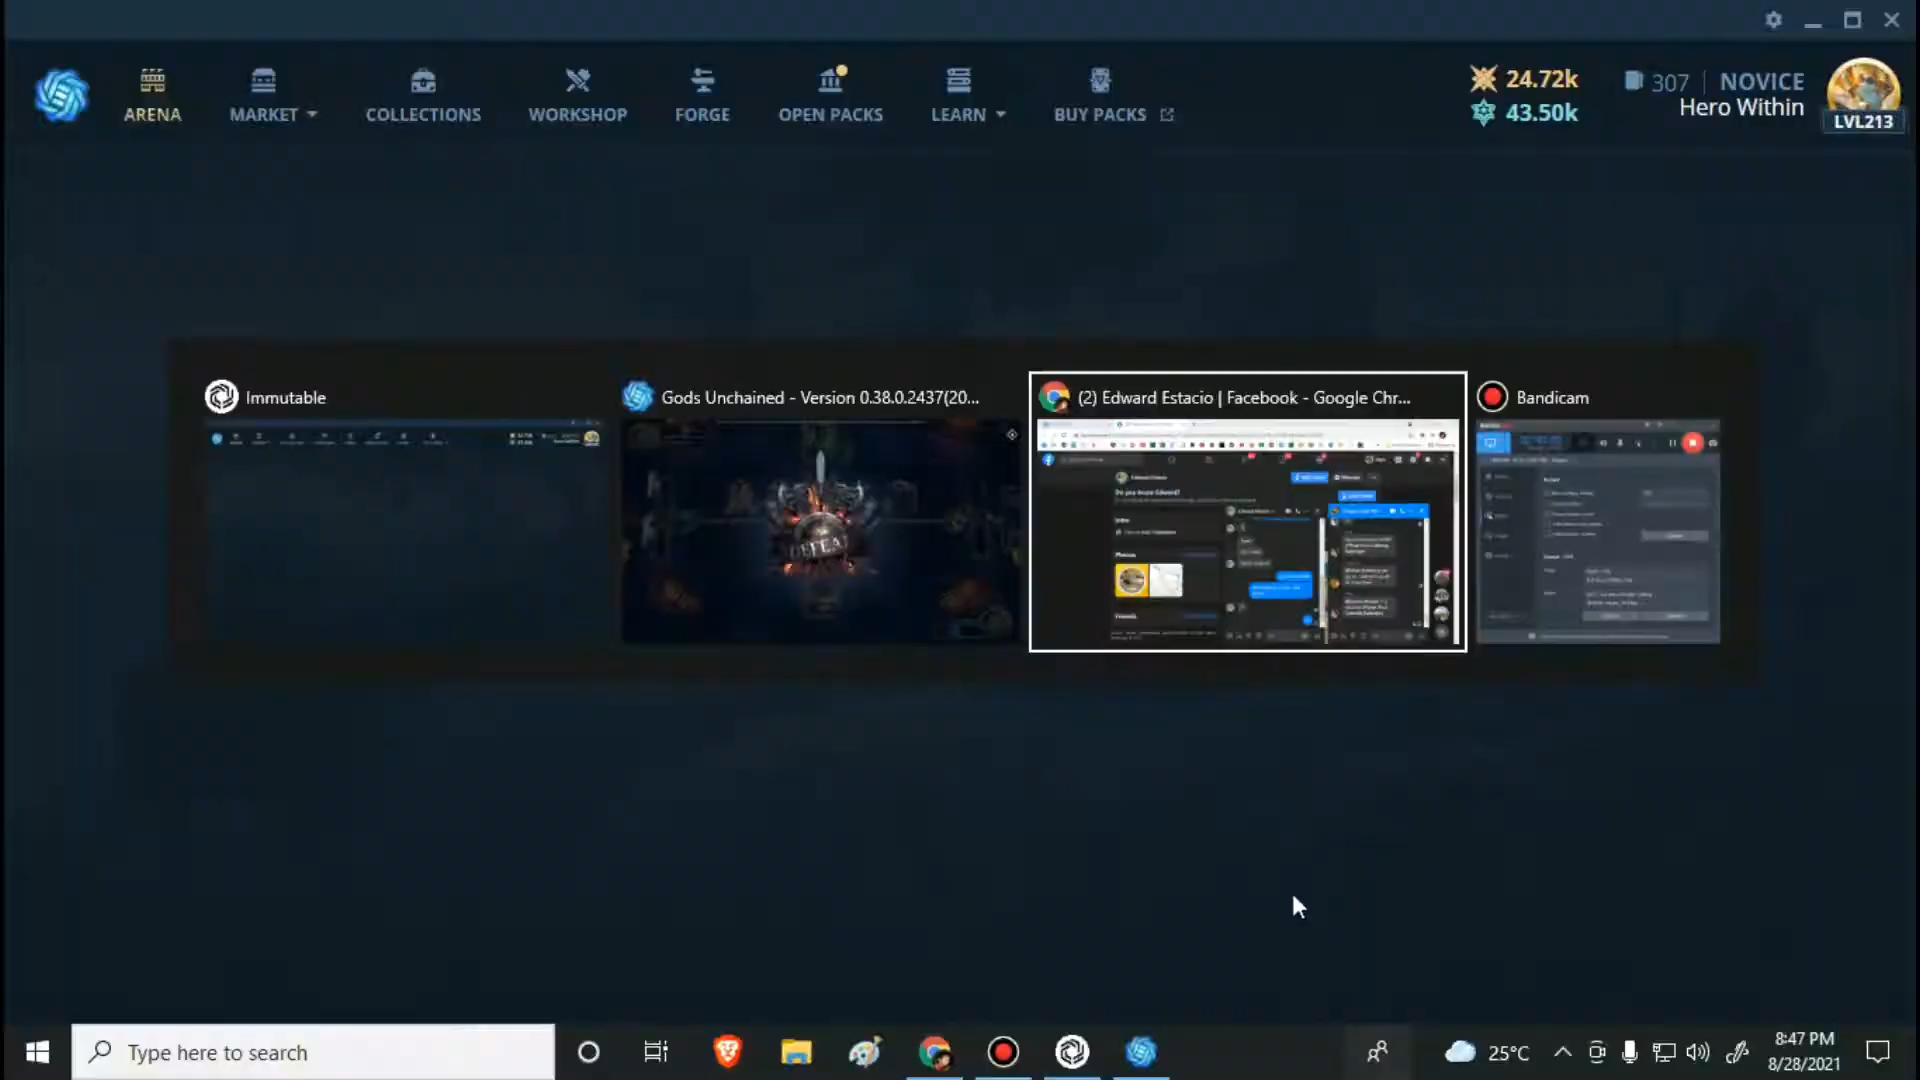 ARENA
MARKET
COLLECTIONS
WORKSHOP
FORGE
OPEN PACKS
LEARN
BUY PACKS
24.72k
43.50k
307 | NOVICE
Hero Within
LVL213
Immutable
Gods Unchained - Version 0.38.0.2437(20...
(2) Edward Estacio | Facebook - Google Chr...
Bandicam
DEFEAT
Type here to search
25°C
8:47 PM
8/28/2021